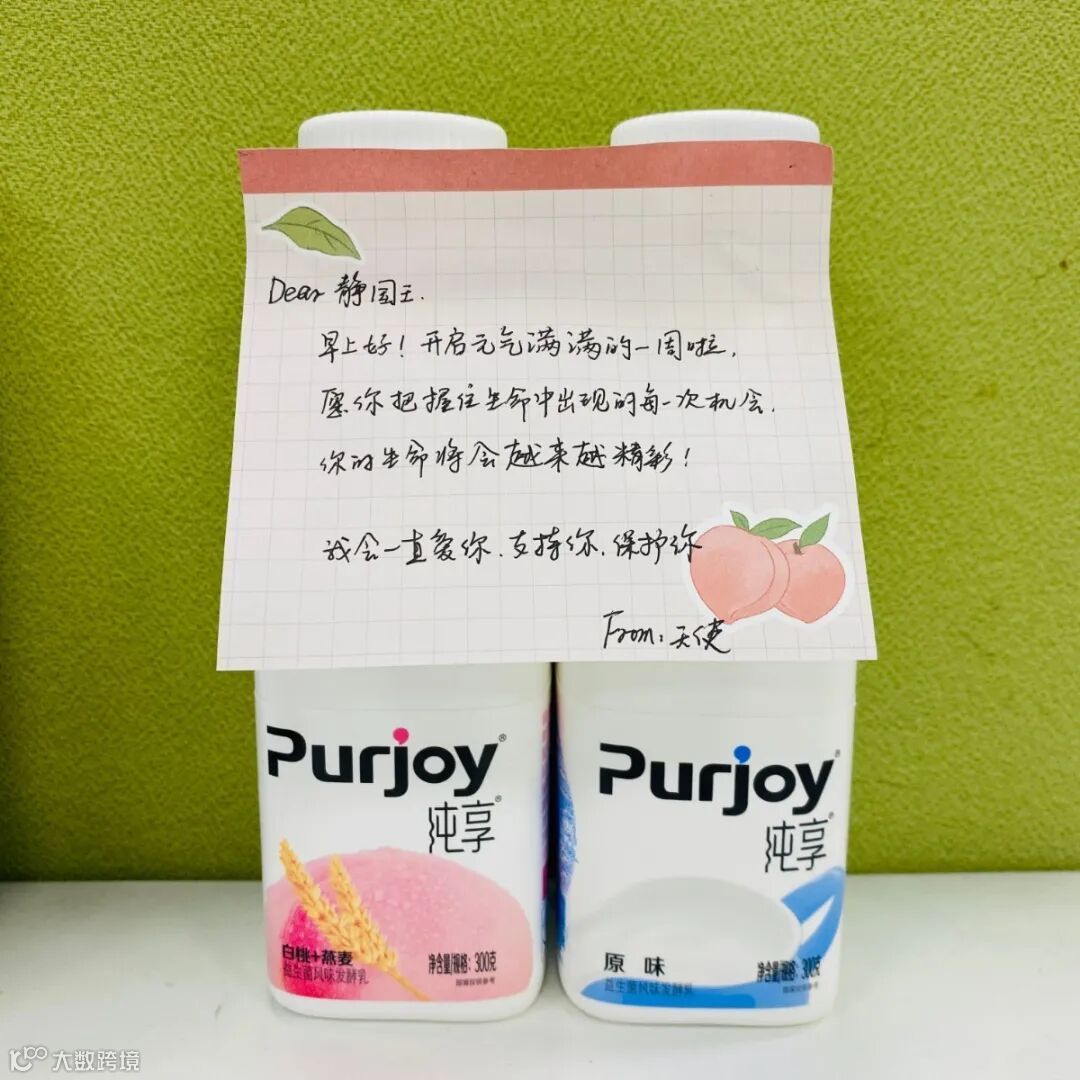 Dear 静国王.
早上好！开启元气满满的一周啦.
愿你把握住生命中出现的每一次机会.
你的生命将会越来越精彩！
我会一直爱你.支持你.保护你
From: 天使
Purjoy®
纯享®
白桃+燕麦
益生菌风味发酵乳
净含量/规格：300克
Purjoy®
纯享®
原味
益生菌风味发酵乳
净含量/规格：300克
大数跨境